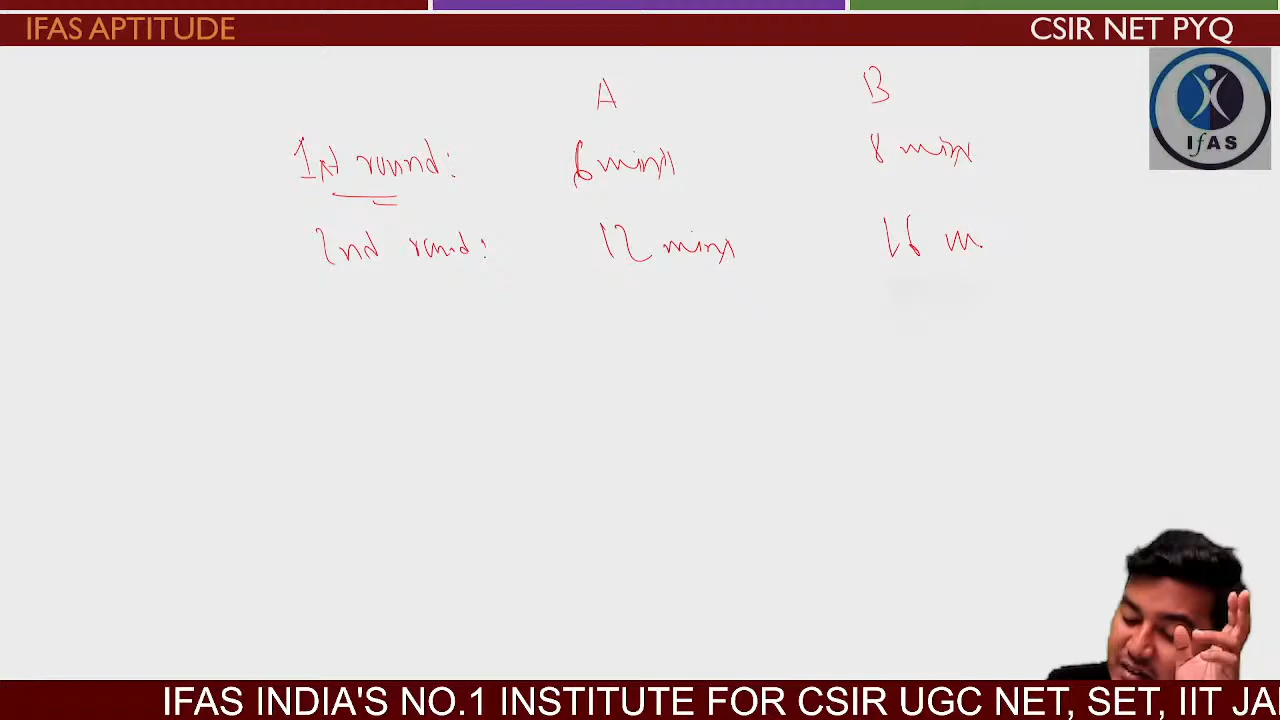 IFAS APTITUDE
CSIR NET PYQ
IfAS
A B
1st round: 6 mins 8 mins
2nd round: 12 mins 16 m
IFAS INDIA'S NO.1 INSTITUTE FOR CSIR UGC NET, SET, IIT JA